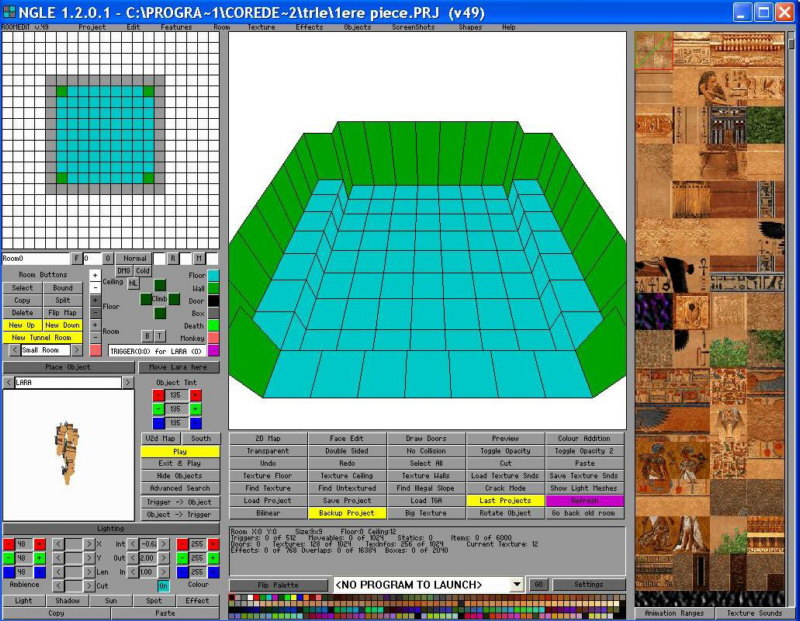 NGLE 1.2.0.1 - C:\PROGRA~1\COREDE~2\trle\1ere piece.PRJ (v49)
ROOMEDIT v.49 Project Edit Features Room Texture Effects Objects ScreenShots Shapes Help
Room0 F 0 0 Normal R M
DMG Cold
NL
Room Buttons
Select Bound
Copy Split
Delete Flip Map
New Up New Down
New Tunnel Room
< Small Room >
+
-
+
-
+
-
Ceiling
Floor
Room
Climb
B T
Floor
Wall
Door
Box
Death
Monkey
TRIGGER(0:0) for LARA (0)
Place Object Move Lara here
< LARA >
Object Tint
- 135 +
- 135 +
- 135 +
V2d Map South
Play
Exit & Play
Hide Objects
Advanced Search
Trigger -> Object
Object -> Trigger
Lighting
- 48 + < > X Int < -0.6 > - 255 +
- 48 + < > Y Out < 2.00 > - 255 +
- 48 + < > Len In < 1.00 > - 255 +
Ambience < > Cut On Colour
Light Shadow Sun Spot Effect
Copy Paste
2D Map Face Edit Draw Doors Preview Colour Addition
Transparent Double Sided No Collision Toggle Opacity Toggle Opacity 2
Undo Redo Select All Cut Paste
Texture Floor Texture Ceiling Texture Walls Load Texture Snds Save Texture Snds
Find Texture Find Untextured Find Illegal Slope Crack Mode Show Light Meshes
Load Project Save Project Load TGA Last Projects Refresh
Bilinear Backup Project Big Texture Rotate Object Go back old room
Room X:0 Y:0 Size:9x9 Floor:0 Ceiling:12
Triggers: 0 of 512 Moveables: 0 of 1024 Statics: 0 Items: 0 of 6000
Doors: 0 Textures: 128 of 1024 TexInfos: 256 of 1024 Current Texture: 12
Effects: 0 of 768 Overlaps: 0 of 16384 Boxes: 0 of 2040
Flip Palette <NO PROGRAM TO LAUNCH> GO Settings
Animation Ranges Texture Sounds